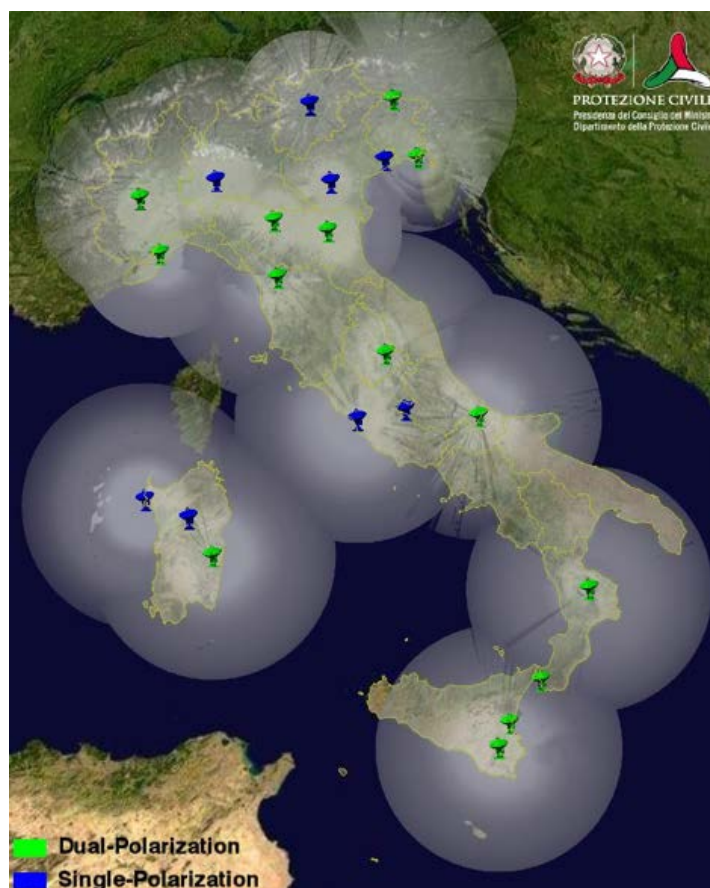 PROTEZIONE CIVILE
Presidenza del Consiglio dei Ministri
Dipartimento della Protezione Civile
Dual-Polarization
Single-Polarization